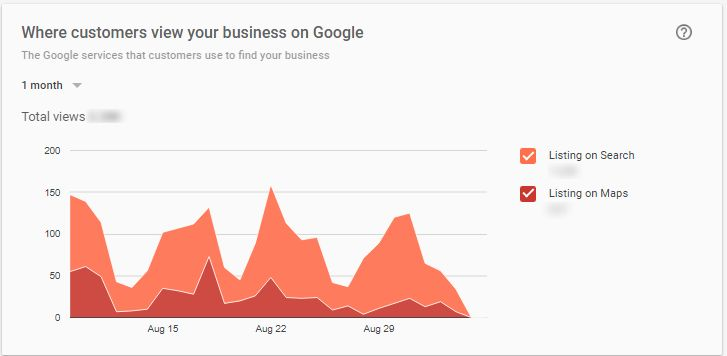 Where customers view your business on Google
The Google services that customers use to find your business
1 month
Total views
200
150
100
50
0
Aug 15
Aug 22
Aug 29
Listing on Search
Listing on Maps